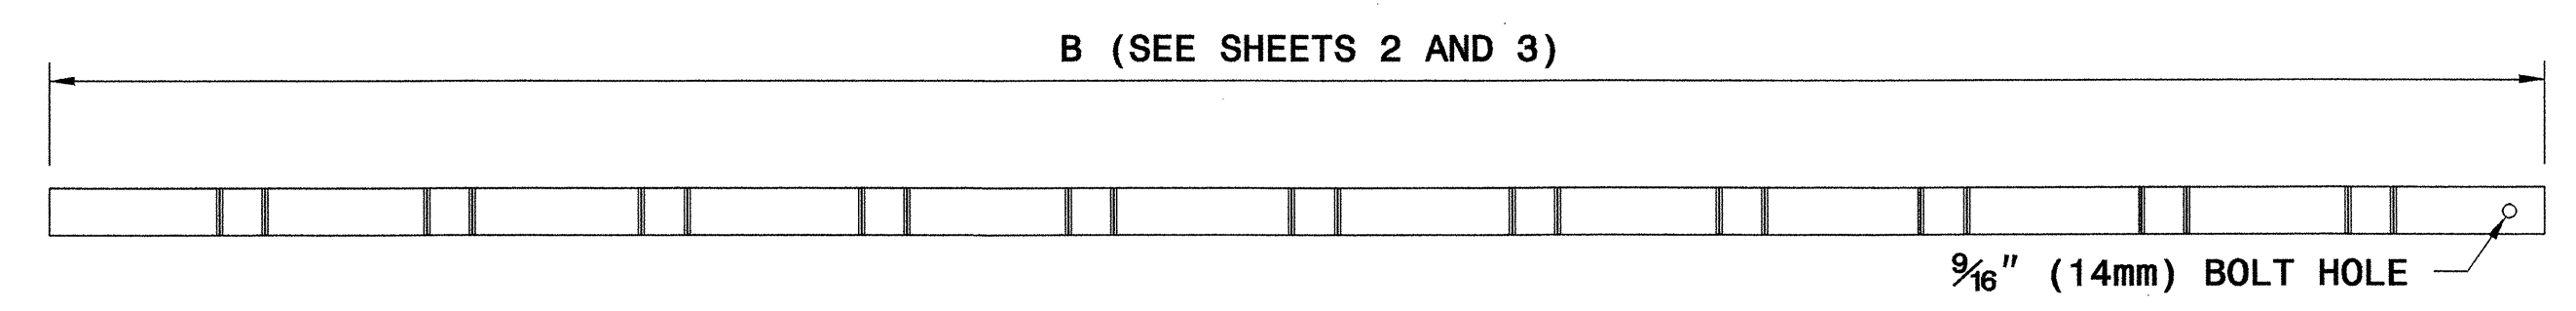 B (SEE SHEETS 2 AND 3)
9/16" (14mm) BOLT HOLE